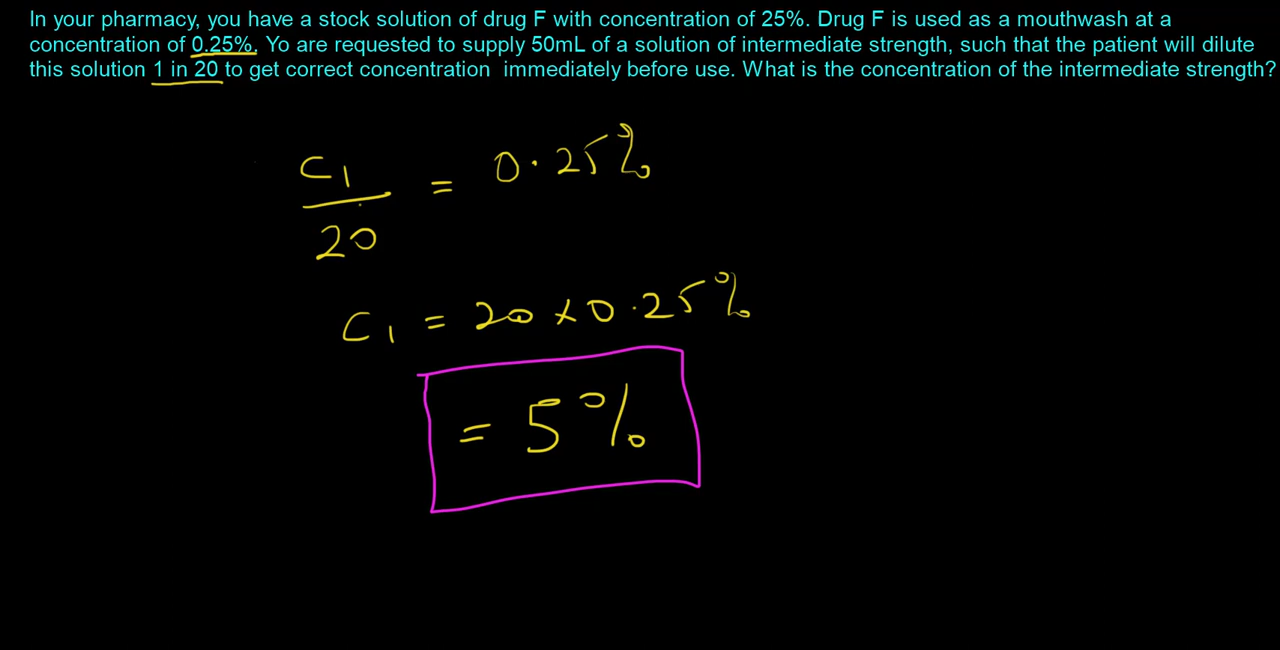 In your pharmacy, you have a stock solution of drug F with concentration of 25%. Drug F is used as a mouthwash at a
concentration of 0.25%. Yo are requested to supply 50mL of a solution of intermediate strength, such that the patient will dilute
this solution 1 in 20 to get correct concentration immediately before use. What is the concentration of the intermediate strength?
C1
20
= 0.25%
C1 = 20 x 0.25%
= 5%